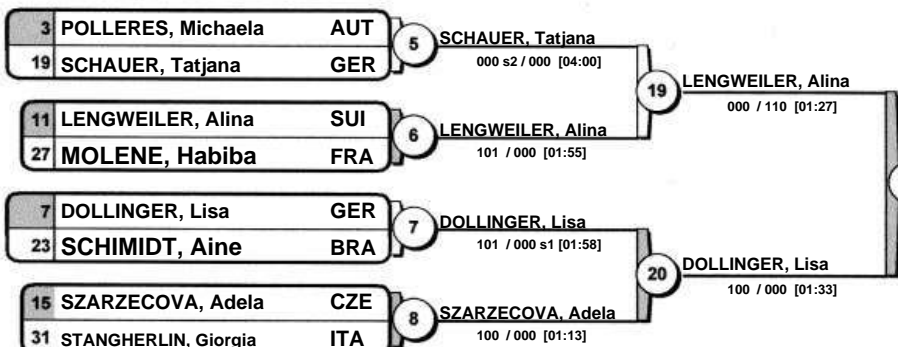 3 POLLERES, Michaela AUT
19 SCHAUER, Tatjana GER
5
SCHAUER, Tatjana
000 s2 / 000 [04:00]
11 LENGWEILER, Alina SUI
27 MOLENE, Habiba FRA
6
LENGWEILER, Alina
101 / 000 [01:55]
19
LENGWEILER, Alina
000 / 110 [01:27]
7 DOLLINGER, Lisa GER
23 SCHIMIDT, Aine BRA
7
DOLLINGER, Lisa
101 / 000 s1 [01:58]
15 SZARZECOVA, Adela CZE
31 STANGHERLIN, Giorgia ITA
8
SZARZECOVA, Adela
100 / 000 [01:13]
20
DOLLINGER, Lisa
100 / 000 [01:33]